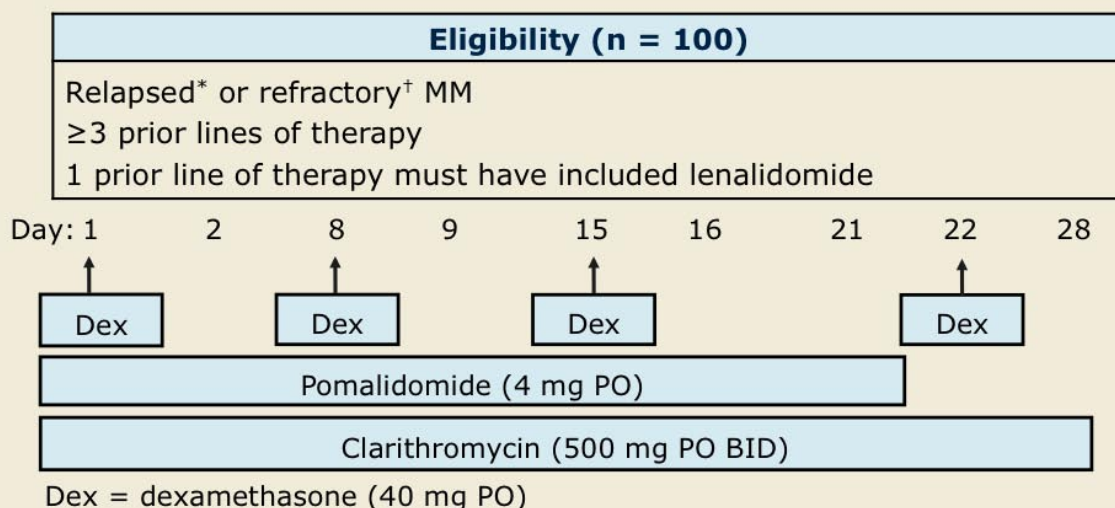 Eligibility (n = 100)
Relapsed* or refractory† MM
≥3 prior lines of therapy
1 prior line of therapy must have included lenalidomide
Day: 1 2 8 9 15 16 21 22 28
Dex Dex Dex Dex
Pomalidomide (4 mg PO)
Clarithromycin (500 mg PO BID)
Dex = dexamethasone (40 mg PO)